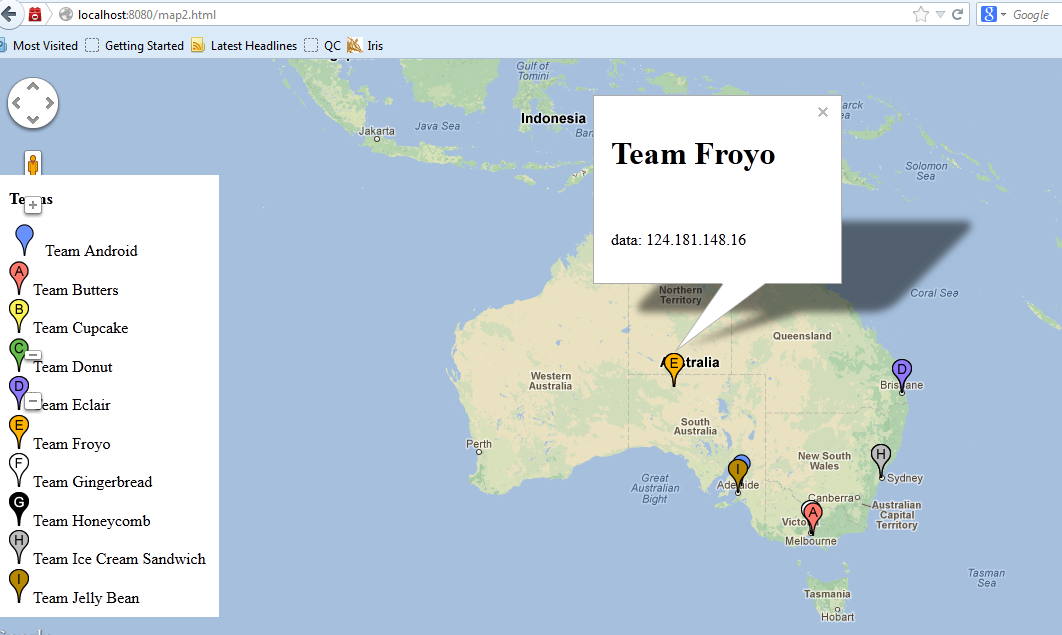 localhost:8080/map2.html
8 Google
Most Visited Getting Started Latest Headlines QC Iris
Gulf of
Tomini
Indonesia
Java Sea
Jakarta
Solomon
Sea
Team Froyo
data: 124.181.148.16
Coral Sea
Northern
Territory
Queensland
Australia
Western
Australia
South
Australia
Perth
Brisbane
New South
Wales
Sydney
Great
Australian
Bight
Adelaide
Canberra
Australian
Capital
Territory
Victoria
Melbourne
Tasman
Sea
Tasmania
Hobart
E
D
H
I
A
Teams
Team Android
A
Team Butters
B
Team Cupcake
C
Team Donut
D
Team Eclair
E
Team Froyo
F
Team Gingerbread
G
Team Honeycomb
H
Team Ice Cream Sandwich
I
Team Jelly Bean